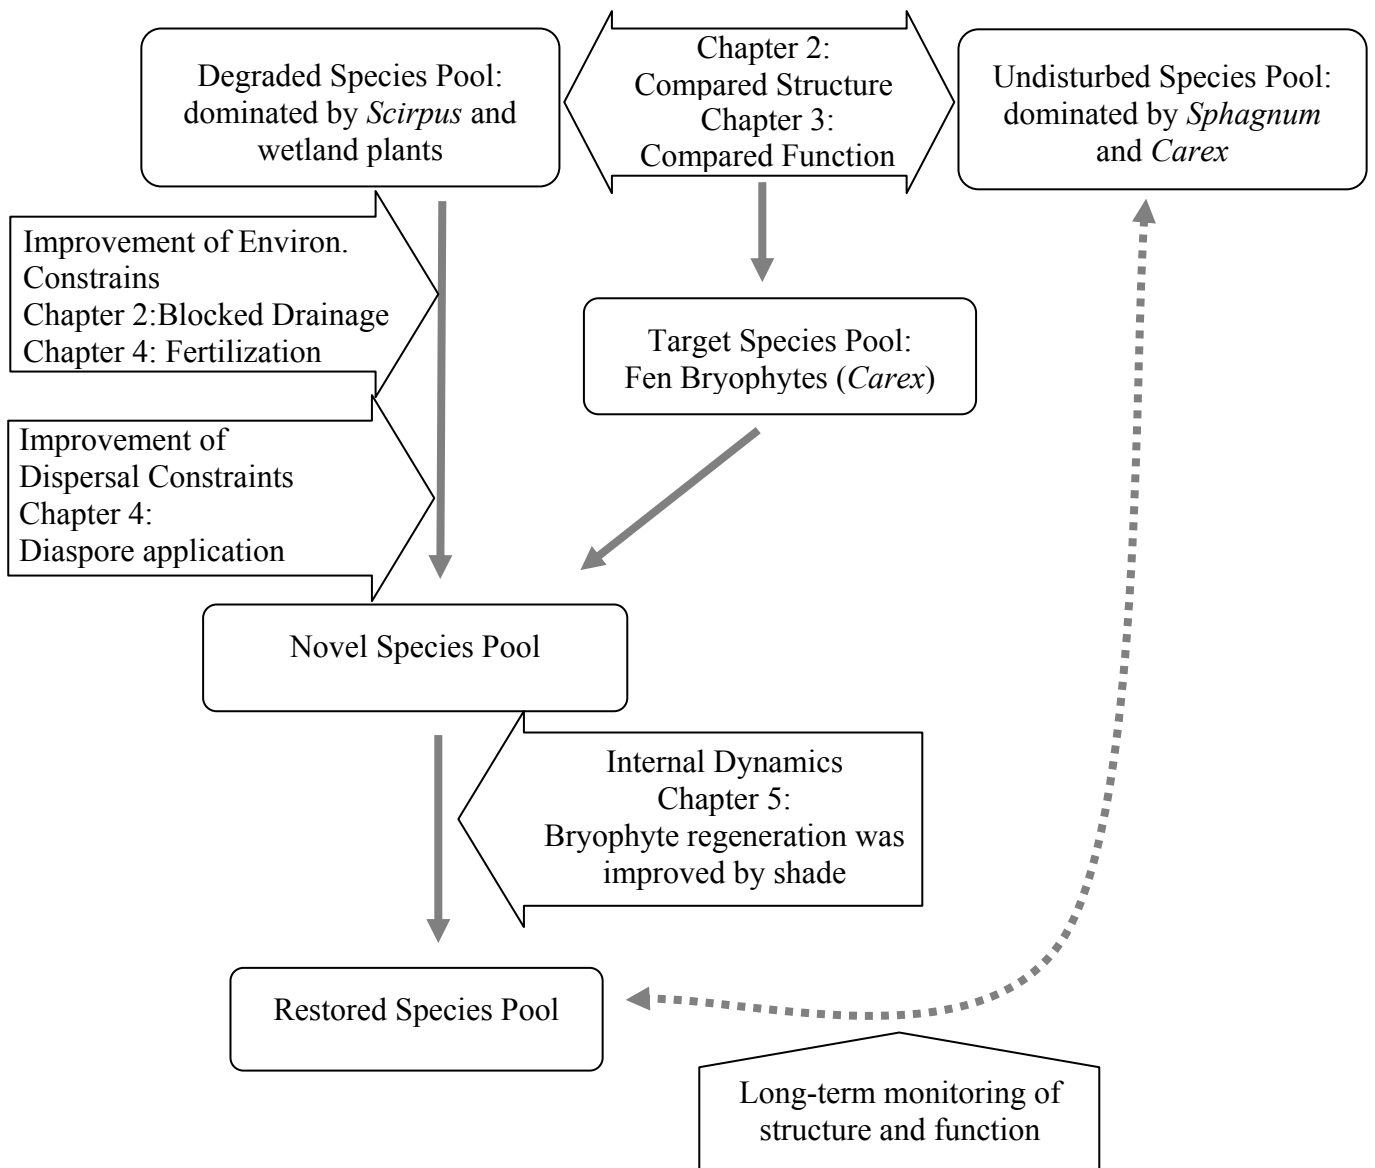 Degraded Species Pool:
dominated by Scirpus and
wetland plants
Chapter 2:
Compared Structure
Chapter 3:
Compared Function
Undisturbed Species Pool:
dominated by Sphagnum
and Carex
Improvement of Environ.
Constrains
Chapter 2:Blocked Drainage
Chapter 4: Fertilization
Target Species Pool:
Fen Bryophytes (Carex)
Improvement of
Dispersal Constraints
Chapter 4:
Diaspore application
Novel Species Pool
Internal Dynamics
Chapter 5:
Bryophyte regeneration was
improved by shade
Restored Species Pool
Long-term monitoring of
structure and function